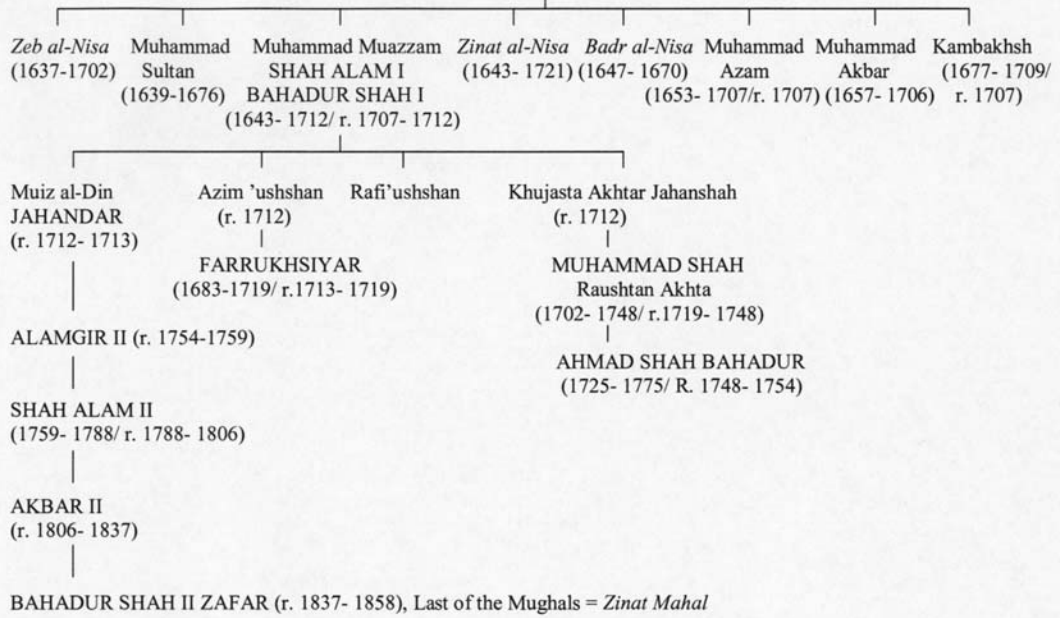 Zeb al-Nisa Muhammad Muhammad Muazzam Zinat al-Nisa Badr al-Nisa Muhammad Muhammad Kambakhsh
(1637-1702) Sultan SHAH ALAM I (1643- 1721) (1647- 1670) Azam Akbar (1677- 1709/
(1639-1676) BAHADUR SHAH I (1653- 1707/r. 1707) (1657- 1706) r. 1707)
(1643- 1712/ r. 1707- 1712)
Muiz al-Din Azim 'ushshan Rafi'ushshan Khujasta Akhtar Jahanshah
JAHANDAR (r. 1712) (r. 1712)
(r. 1712- 1713)
FARRUKHSIYAR MUHAMMAD SHAH
(1683-1719/ r.1713- 1719) Raushtan Akhta
(1702- 1748/ r.1719- 1748)
ALAMGIR II (r. 1754-1759)
AHMAD SHAH BAHADUR
(1725- 1775/ R. 1748- 1754)
SHAH ALAM II
(1759- 1788/ r. 1788- 1806)
AKBAR II
(r. 1806- 1837)
BAHADUR SHAH II ZAFAR (r. 1837- 1858), Last of the Mughals = Zinat Mahal